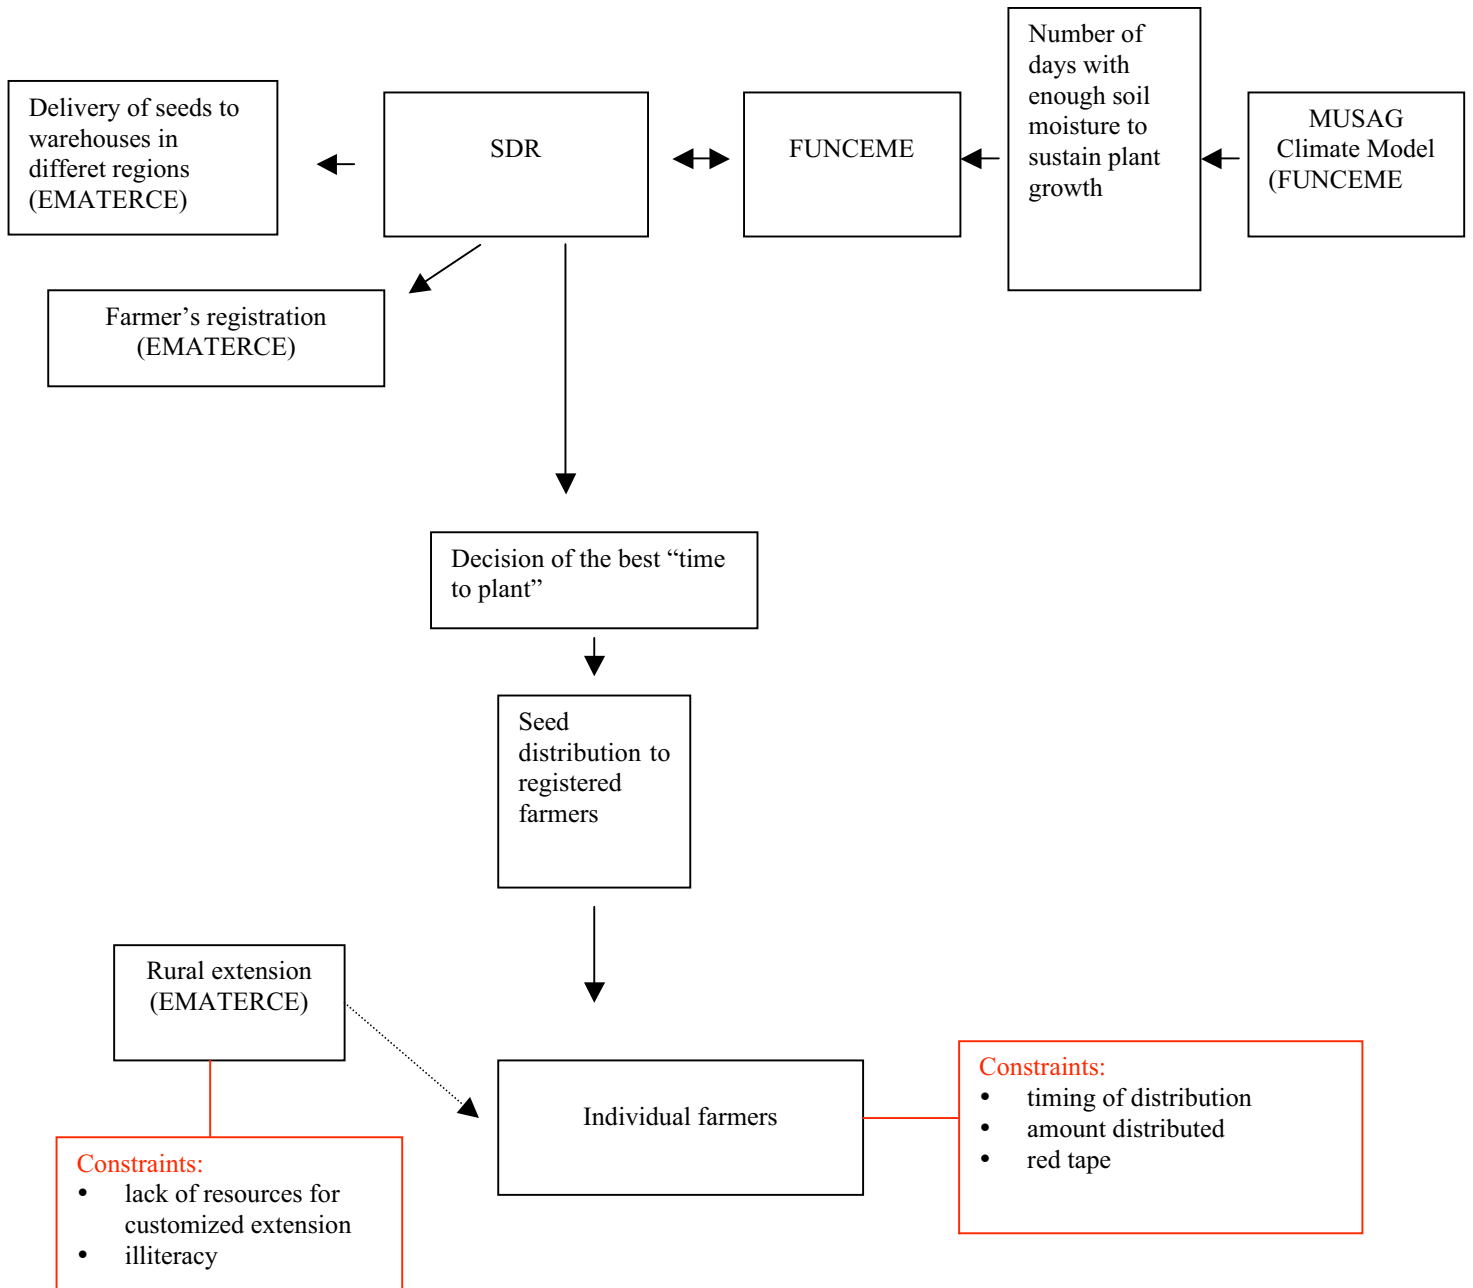 Delivery of seeds to
warehouses in
differet regions
(EMATERCE)
SDR
FUNCEME
Number of
days with
enough soil
moisture to
sustain plant
growth
MUSAG
Climate Model
(FUNCEME
Farmer’s registration
(EMATERCE)
Decision of the best “time
to plant”
Seed
distribution to
registered
farmers
Rural extension
(EMATERCE)
Individual farmers
Constraints:
• timing of distribution
• amount distributed
• red tape
Constraints:
• lack of resources for
customized extension
• illiteracy